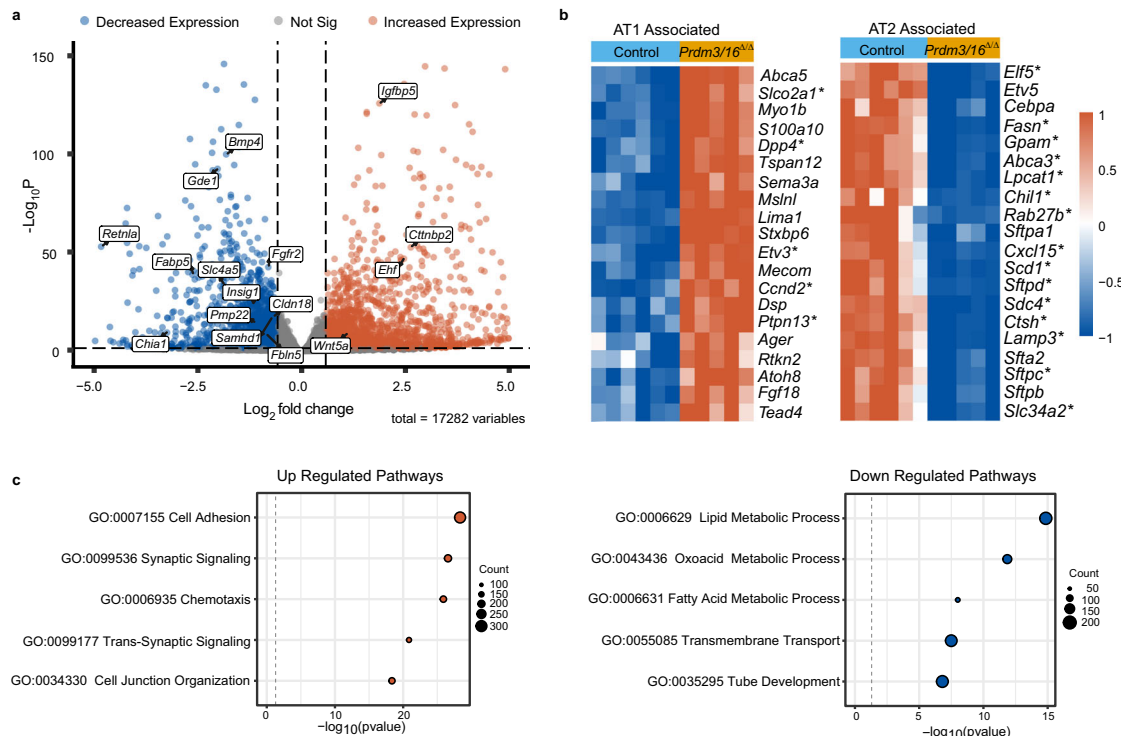 a
Decreased Expression
Not Sig
Increased Expression
150
100
50
0
-Log10P
Igfbp5
Bmp4
Gde1
Retnla
Cttnbp2
Fabp5
Slc4a5
Fgfr2
Ehf
Insig1
Cldn18
Pmp22
Samhd1
Chia1
Fbln5
Wnt5a
−5.0
−2.5
0.0
2.5
5.0
Log2 fold change
total = 17282 variables
b
AT1 Associated
Control
Prdm3/16Δ/Δ
Abca5
Slco2a1*
Myo1b
S100a10
Dpp4*
Tspan12
Sema3a
Mslnl
Lima1
Stxbp6
Etv3*
Mecom
Ccnd2*
Dsp
Ptpn13*
Ager
Rtkn2
Atoh8
Fgf18
Tead4
AT2 Associated
Control
Prdm3/16Δ/Δ
Elf5*
Etv5
Cebpa
Fasn*
Gpam*
Abca3*
Lpcat1*
Chil1*
Rab27b*
Sftpa1
Cxcl15*
Scd1*
Sftpd*
Sdc4*
Ctsh*
Lamp3*
Sfta2
Sftpc*
Sftpb
Slc34a2*
1
0.5
0
−0.5
−1
c
Up Regulated Pathways
GO:0007155 Cell Adhesion
GO:0099536 Synaptic Signaling
GO:0006935 Chemotaxis
GO:0099177 Trans-Synaptic Signaling
GO:0034330 Cell Junction Organization
0
10
20
−log10(pvalue)
Count
100
150
200
250
300
Down Regulated Pathways
GO:0006629 Lipid Metabolic Process
GO:0043436 Oxoacid Metabolic Process
GO:0006631 Fatty Acid Metabolic Process
GO:0055085 Transmembrane Transport
GO:0035295 Tube Development
0
5
10
15
−log10(pvalue)
Count
50
100
150
200